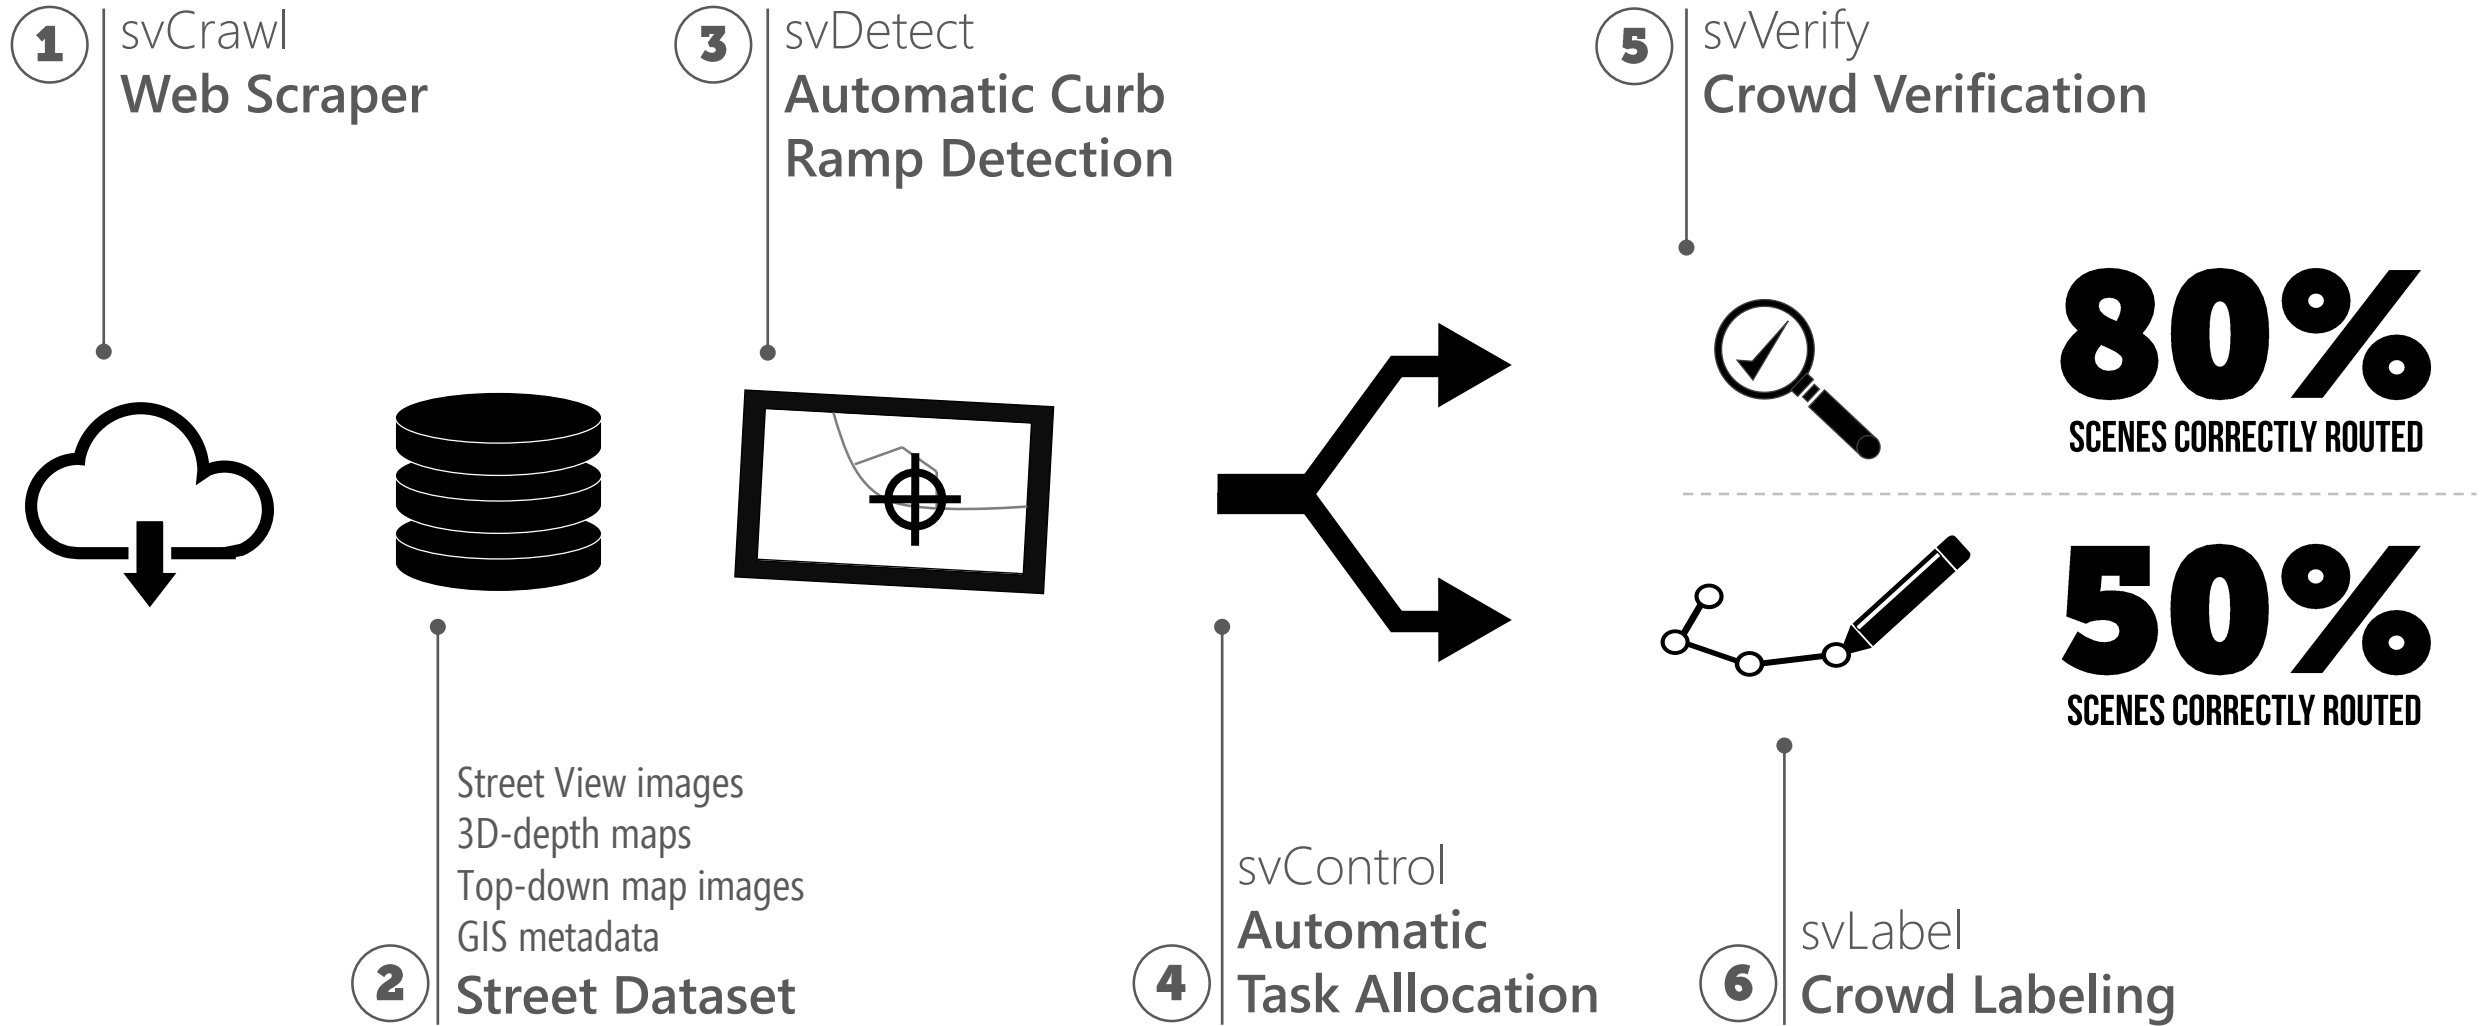 1
svCrawl
Web Scraper
Street View images
3D-depth maps
Top-down map images
GIS metadata
2
Street Dataset
3
svDetect
Automatic Curb
Ramp Detection
svControl
Automatic
4
Task Allocation
5
svVerify
Crowd Verification
80%
SCENES CORRECTLY ROUTED
50%
SCENES CORRECTLY ROUTED
svLabel
6
Crowd Labeling